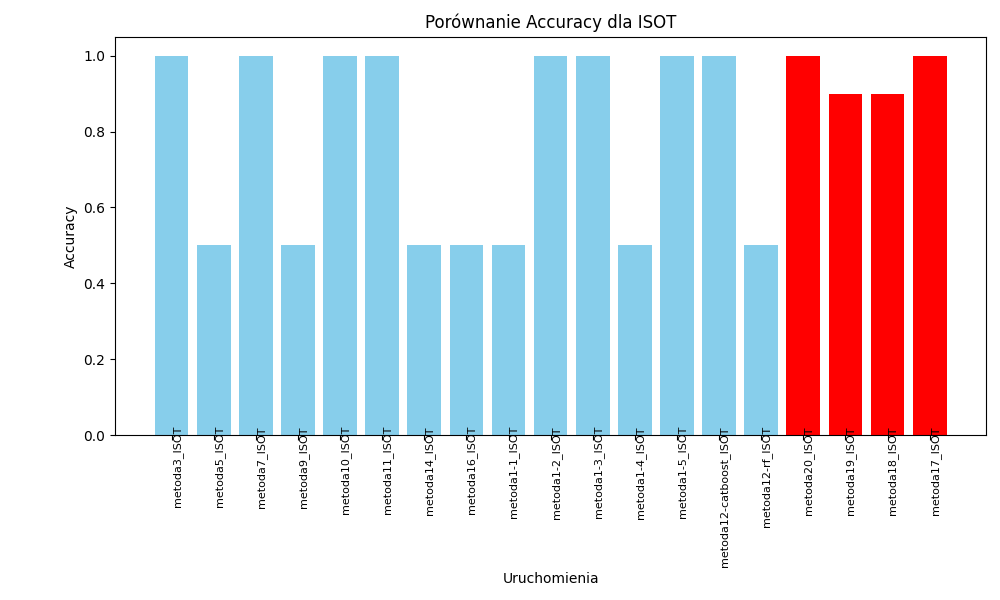 Porównanie Accuracy dla ISOT
Accuracy
1.0
0.8
0.6
0.4
0.2
0.0
metoda3_ISOT
metoda5_ISOT
metoda7_ISOT
metoda9_ISOT
metoda10_ISOT
metoda11_ISOT
metoda14_ISOT
metoda16_ISOT
metoda1-1_ISOT
metoda1-2_ISOT
metoda1-3_ISOT
metoda1-4_ISOT
metoda1-5_ISOT
metoda12-catboost_ISOT
metoda12-rf_ISOT
metoda20_ISOT
metoda19_ISOT
metoda18_ISOT
metoda17_ISOT
Uruchomienia